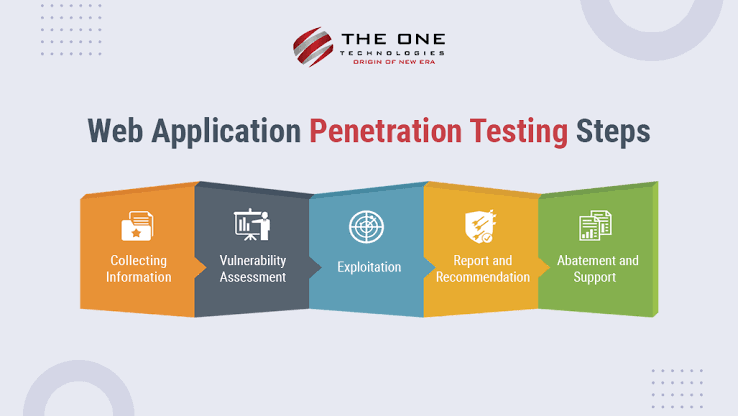 THE ONE
TECHNOLOGIES
ORIGIN OF NEW ERA
Web Application Penetration Testing Steps
Collecting
Information
Vulnerability
Assessment
Exploitation
Report and
Recommendation
Abatement and
Support